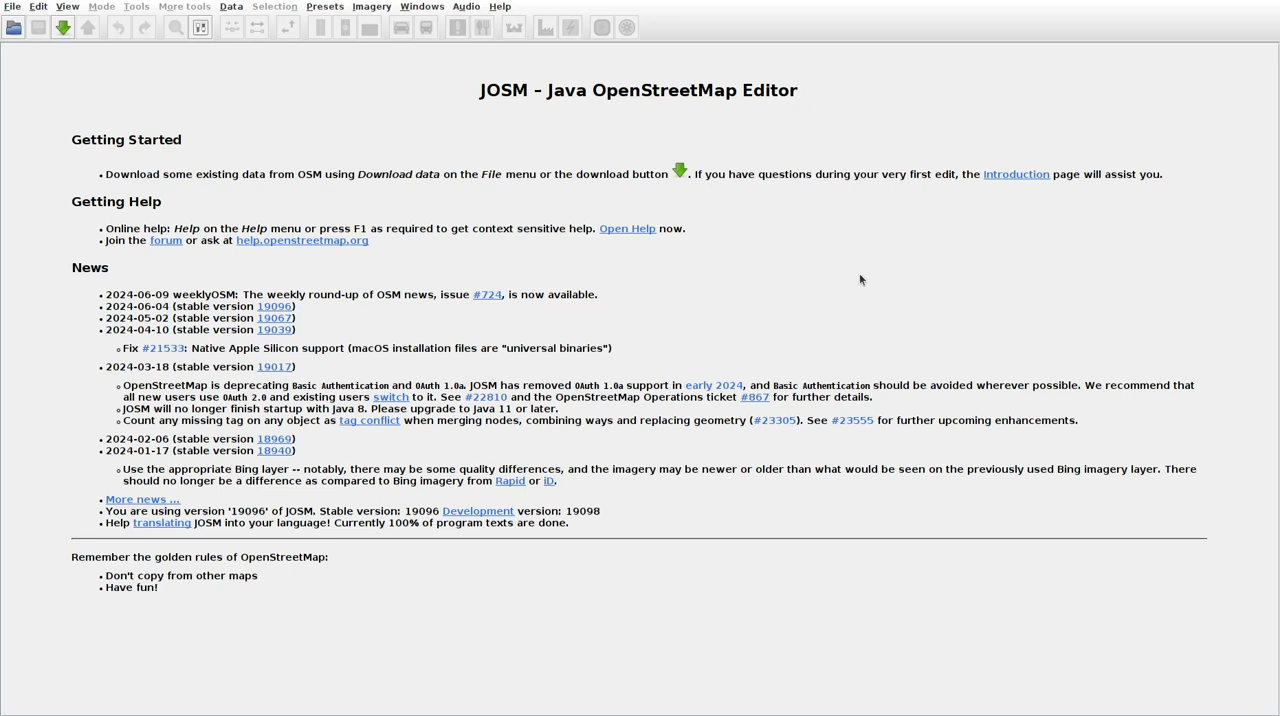 File Edit View Mode Tools More tools Data Selection Presets Imagery Windows Audio Help
JOSM – Java OpenStreetMap Editor
Getting Started
• Download some existing data from OSM using Download data on the File menu or the download button . If you have questions during your very first edit, the Introduction page will assist you.
Getting Help
• Online help: Help on the Help menu or press F1 as required to get context sensitive help. Open Help now.
• Join the forum or ask at help.openstreetmap.org
News
• 2024-06-09 weeklyOSM: The weekly round-up of OSM news, issue #724, is now available.
• 2024-06-04 (stable version 19096)
• 2024-05-02 (stable version 19067)
• 2024-04-10 (stable version 19039)
◦ Fix #21533: Native Apple Silicon support (macOS installation files are "universal binaries")
• 2024-03-18 (stable version 19017)
◦ OpenStreetMap is deprecating Basic Authentication and OAuth 1.0a. JOSM has removed OAuth 1.0a support in early 2024, and Basic Authentication should be avoided wherever possible. We recommend that
all new users use OAuth 2.0 and existing users switch to it. See #22810 and the OpenStreetMap Operations ticket #867 for further details.
◦ JOSM will no longer finish startup with Java 8. Please upgrade to Java 11 or later.
◦ Count any missing tag on any object as tag conflict when merging nodes, combining ways and replacing geometry (#23305). See #23555 for further upcoming enhancements.
• 2024-02-06 (stable version 18969)
• 2024-01-17 (stable version 18940)
◦ Use the appropriate Bing layer -- notably, there may be some quality differences, and the imagery may be newer or older than what would be seen on the previously used Bing imagery layer. There
should no longer be a difference as compared to Bing imagery from Rapid or iD.
• More news ...
• You are using version '19096' of JOSM. Stable version: 19096 Development version: 19098
• Help translating JOSM into your language! Currently 100% of program texts are done.
Remember the golden rules of OpenStreetMap:
• Don't copy from other maps
• Have fun!